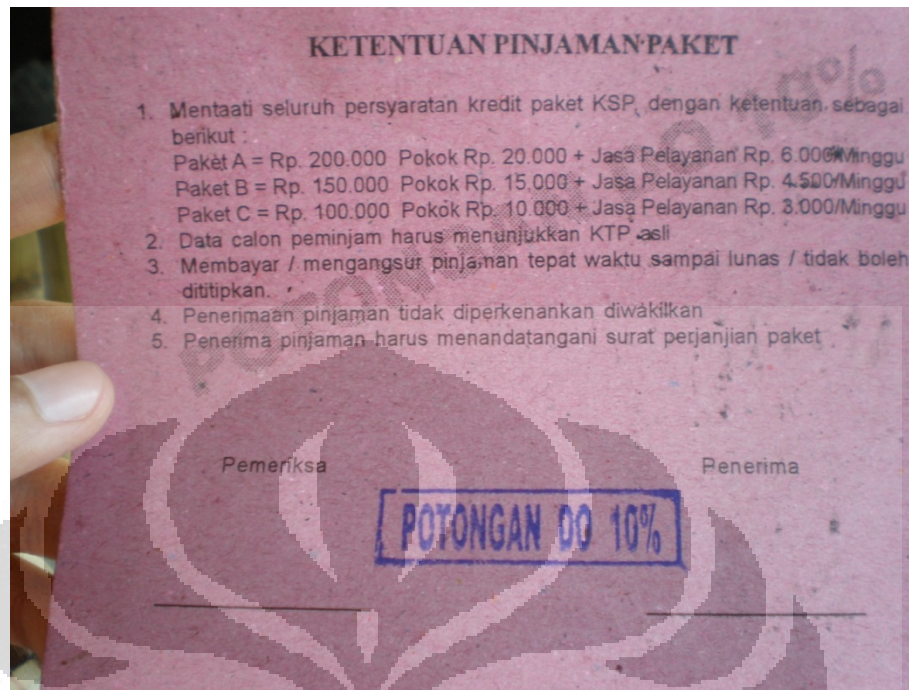 KETENTUAN PINJAMAN PAKET
1. Mentaati seluruh persyaratan kredit paket KSP, dengan ketentuan sebagai
berikut :
Paket A = Rp. 200.000 Pokok Rp. 20.000 + Jasa Pelayanan Rp. 6.000/Minggu
Paket B = Rp. 150.000 Pokok Rp. 15.000 + Jasa Pelayanan Rp. 4.500/Minggu
Paket C = Rp. 100.000 Pokok Rp. 10.000 + Jasa Pelayanan Rp. 3.000/Minggu
2. Data calon peminjam harus menunjukkan KTP asli
3. Membayar / mengangsur pinjaman tepat waktu sampai lunas / tidak boleh
dititipkan.
4. Penerimaan pinjaman tidak diperkenankan diwakilkan
5. Penerima pinjaman harus menandatangani surat perjanjian paket
POTONGAN DO 10%
Pemeriksa Penerima
POTONGAN DO 10%